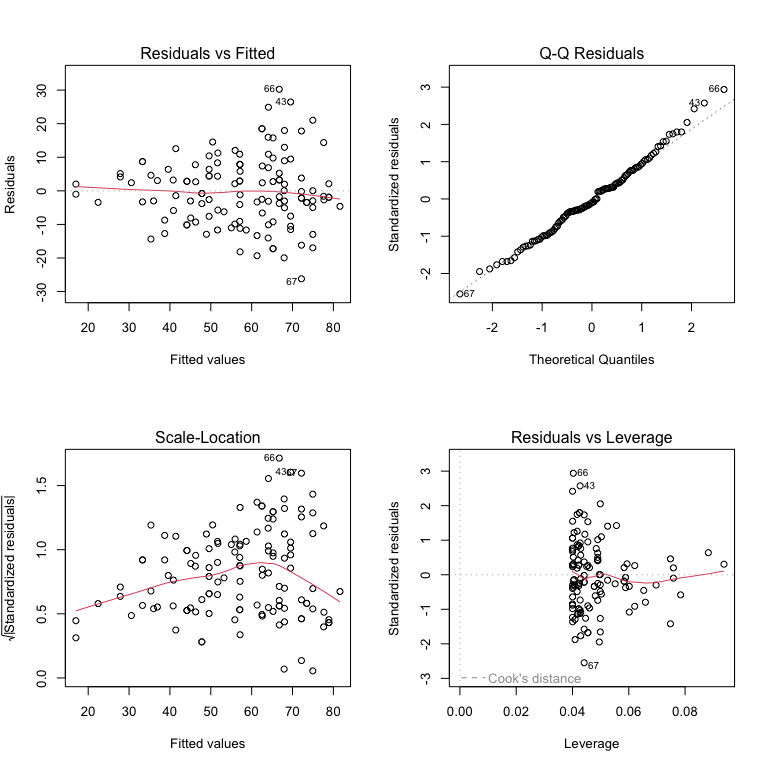 Residuals vs Fitted
Residuals
30
20
10
0
-10
-20
-30
66
43
67
20 30 40 50 60 70 80
Fitted values
Q-Q Residuals
Standardized residuals
3
2
1
0
-1
-2
66
43
67
-2 -1 0 1 2
Theoretical Quantiles
Scale-Location
√|Standardized residuals|
1.5
1.0
0.5
0.0
66
43
67
20 30 40 50 60 70 80
Fitted values
Residuals vs Leverage
Standardized residuals
3
2
1
0
-1
-2
-3
66
43
67
Cook's distance
0.00 0.02 0.04 0.06 0.08
Leverage